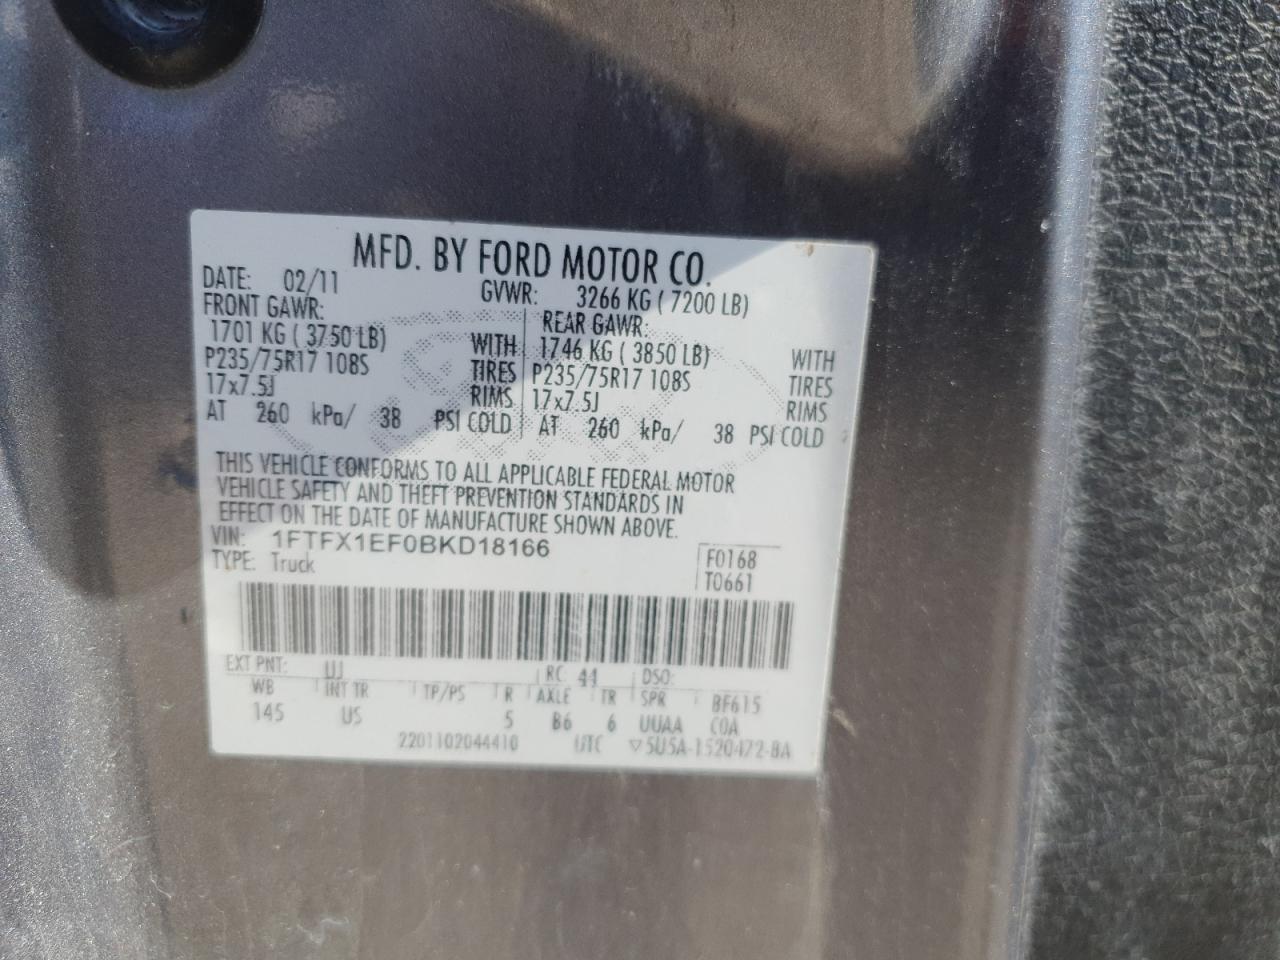 MFD. BY FORD MOTOR CO.
DATE: 02/11 GVWR: 3266 KG ( 7200 LB)
FRONT GAWR: REAR GAWR:
1701 KG ( 3750 LB) WITH 1746 KG ( 3850 LB) WITH
P235/75R17 108S TIRES P235/75R17 108S TIRES
17x7.5J RIMS 17x7.5J RIMS
AT 260 kPa/ 38 PSI COLD AT 260 kPa/ 38 PSI COLD
THIS VEHICLE CONFORMS TO ALL APPLICABLE FEDERAL MOTOR
VEHICLE SAFETY AND THEFT PREVENTION STANDARDS IN
EFFECT ON THE DATE OF MANUFACTURE SHOWN ABOVE.
VIN: 1FTFX1EF0BKD18166
TYPE: Truck
F0168
T0661
EXT PNT: UJ RC: 44 DSO:
WB INT TR TP/PS R AXLE TR SPR BF615
145 US 5 B6 6 UUAA COA
2201102044410 UTC ▽5U5A-1520472-BA